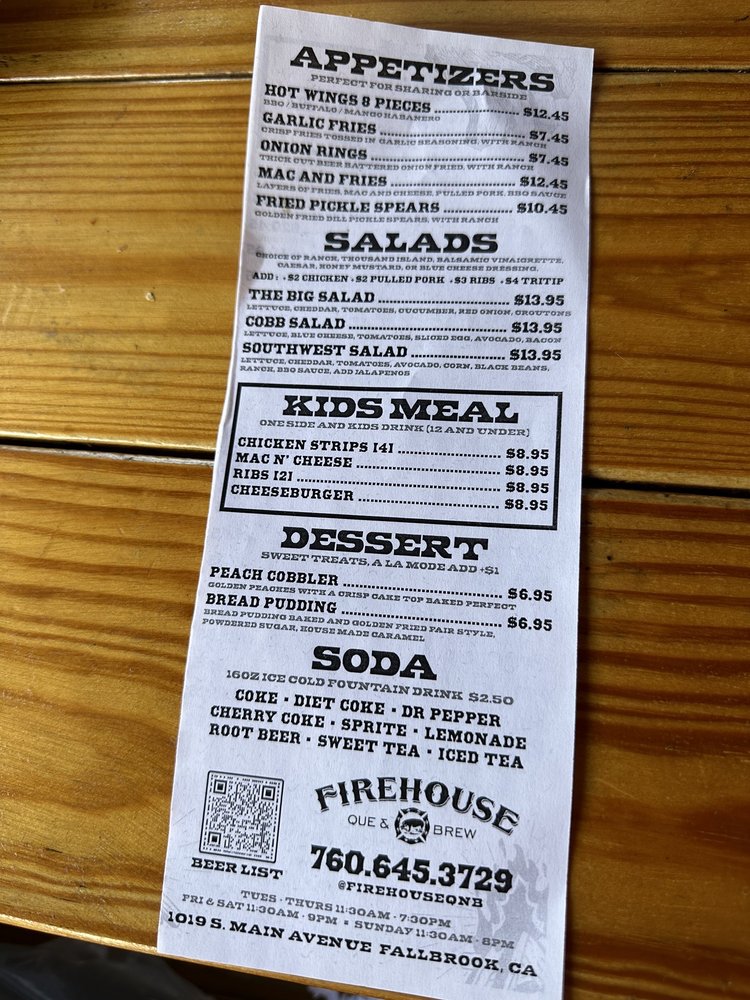 APPETIZERS
PERFECT FOR SHARING OR BARSIDE
HOT WINGS 8 PIECES ........ $12.45
BBQ / BUFFALO / MANGO HABANERO
GARLIC FRIES ........ $7.45
CRISP FRIES TOSSED IN GARLIC SEASONING, WITH RANCH
ONION RINGS ........ $7.45
THICK CUT BEER BATTERED ONION FRIED, WITH RANCH
MAC AND FRIES ........ $12.45
LAYERS OF FRIES, MAC AND CHEESE, PULLED PORK, BBQ SAUCE
FRIED PICKLE SPEARS ........ $10.45
GOLDEN FRIED DILL PICKLE SPEARS, WITH RANCH
SALADS
CHOICE OF RANCH, THOUSAND ISLAND, BALSAMIC VINAIGRETTE,
CAESAR, HONEY MUSTARD, OR BLUE CHEESE DRESSING.
ADD: +$2 CHICKEN +$2 PULLED PORK +$3 RIBS +$4 TRITIP
THE BIG SALAD ........ $13.95
LETTUCE, CHEDDAR, TOMATOES, CUCUMBER, RED ONION, CROUTONS
COBB SALAD ........ $13.95
LETTUCE, BLUE CHEESE, TOMATOES, SLICED EGG, AVOCADO, BACON
SOUTHWEST SALAD ........ $13.95
LETTUCE, CHEDDAR, TOMATOES, AVOCADO, CORN, BLACK BEANS,
RANCH, BBQ SAUCE, ADD JALAPENOS
KIDS MEAL
ONE SIDE AND KIDS DRINK (12 AND UNDER)
CHICKEN STRIPS [4] ........ $8.95
MAC N' CHEESE ........ $8.95
RIBS [2] ........ $8.95
CHEESEBURGER ........ $8.95
DESSERT
SWEET TREATS, A LA MODE ADD +$1
PEACH COBBLER ........ $6.95
GOLDEN PEACHES WITH A CRISP CAKE TOP BAKED PERFECT
BREAD PUDDING ........ $6.95
BREAD PUDDING BAKED AND GOLDEN FRIED FAIR STYLE,
POWDERED SUGAR, HOUSE MADE CARAMEL
SODA
16OZ ICE COLD FOUNTAIN DRINK $2.50
COKE • DIET COKE • DR PEPPER
CHERRY COKE • SPRITE • LEMONADE
ROOT BEER • SWEET TEA • ICED TEA
FIREHOUSE
QUE & BREW
BEER LIST
760.645.3729
@FIREHOUSEQNB
TUES - THURS 11:30AM - 7:30PM
FRI & SAT 11:30AM - 9PM • SUNDAY 11:30AM - 8PM
1019 S. MAIN AVENUE FALLBROOK, CA